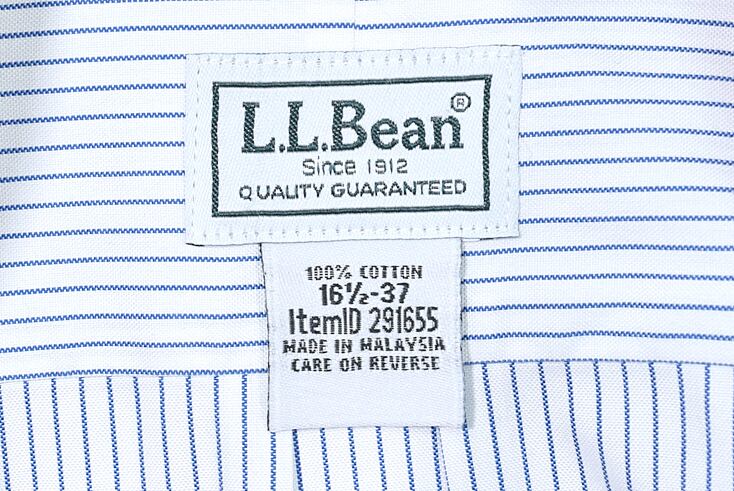 L.L.Bean®
Since 1912
QUALITY GUARANTEED
100% COTTON
16½-37
ItemID 291655
MADE IN MALAYSIA
CARE ON REVERSE